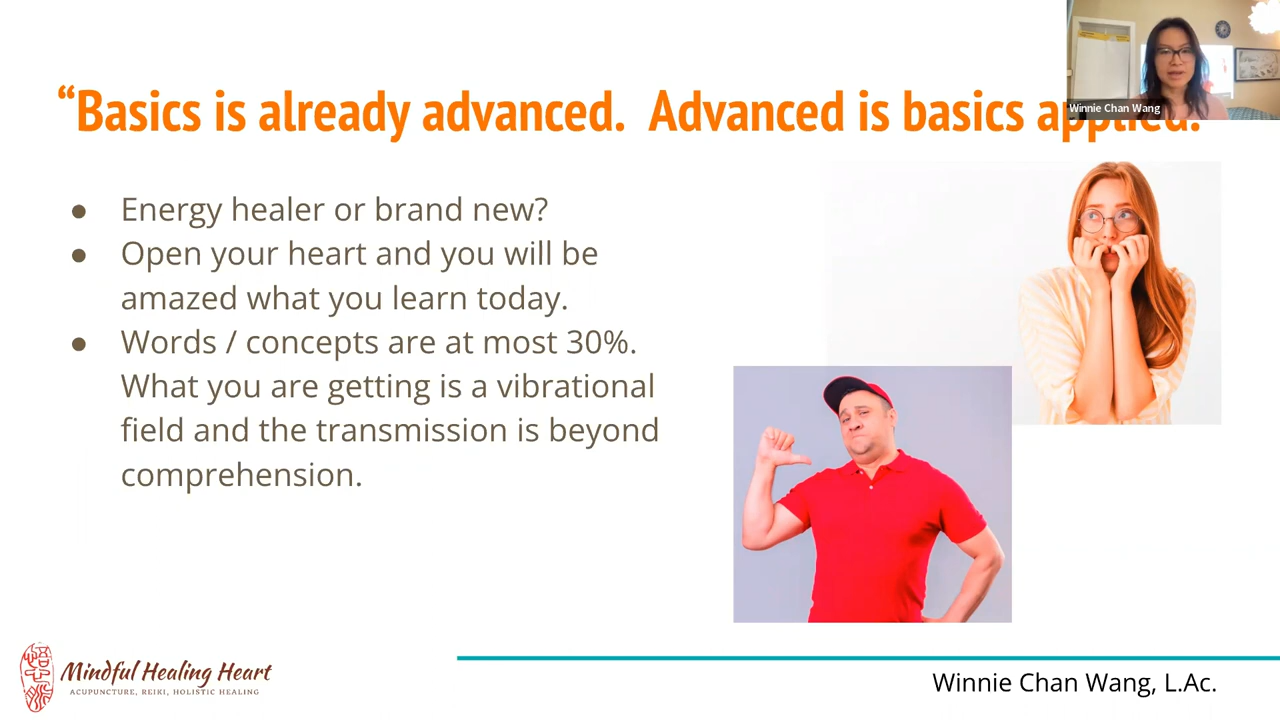 Winnie Chan Wang
“Basics is already advanced.  Advanced is basics applied.
● Energy healer or brand new?
● Open your heart and you will be
amazed what you learn today.
● Words / concepts are at most 30%.
What you are getting is a vibrational
field and the transmission is beyond
comprehension.
Mindful Healing Heart
ACUPUNCTURE, REIKI, HOLISTIC HEALING
Winnie Chan Wang, L.Ac.